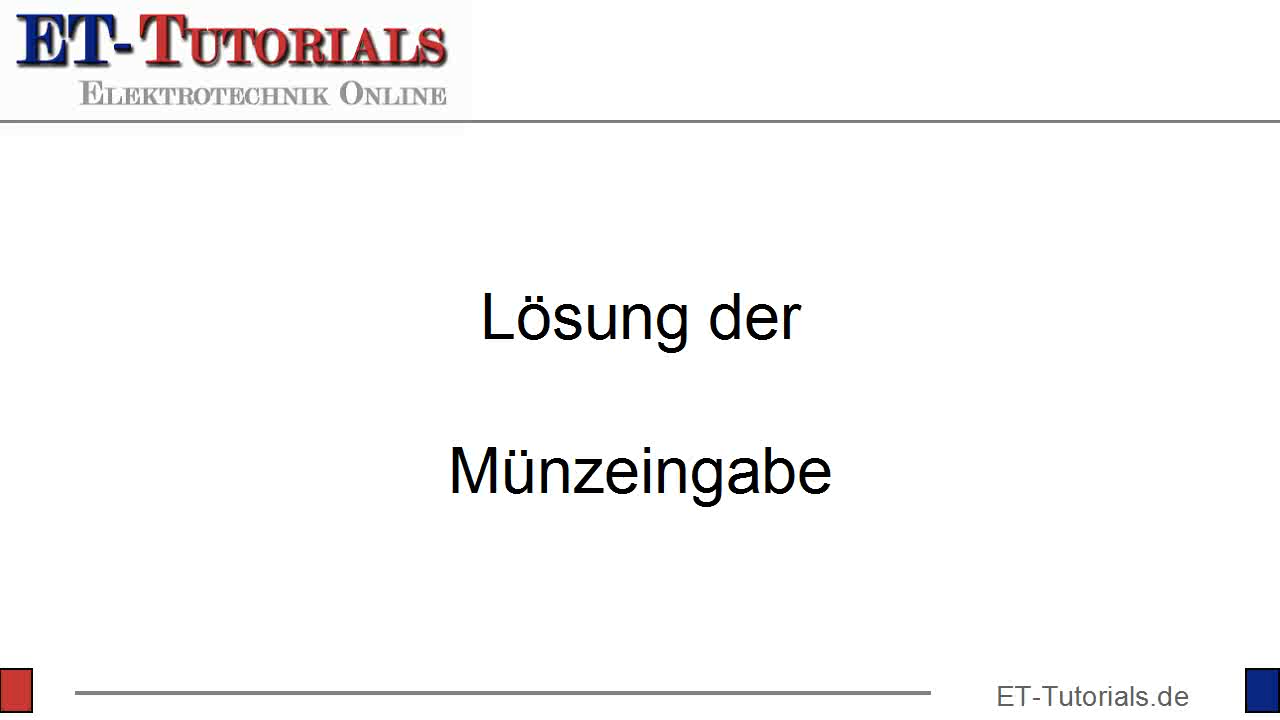 ET-TUTORIALS
ELEKTROTECHNIK ONLINE
Lösung der
Münzeingabe
ET-Tutorials.de